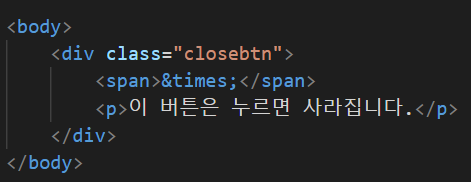 <body>
<div class="closebtn">
<span>&times;</span>
<p>이 버튼은 누르면 사라집니다.</p>
</div>
</body>